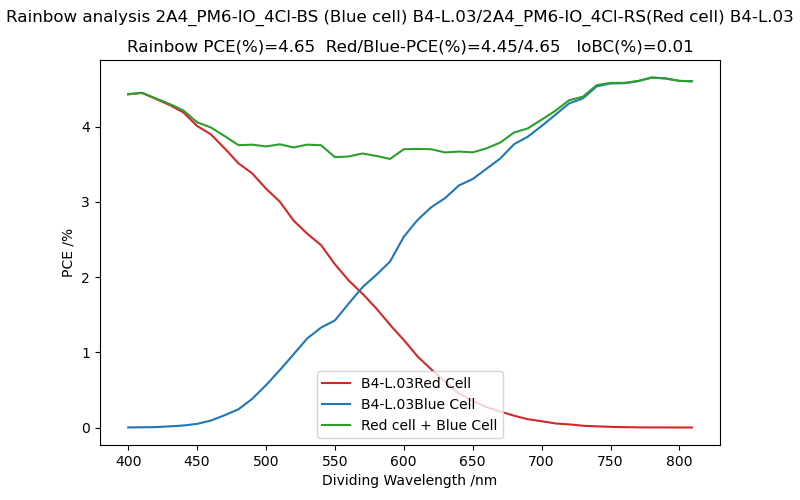 Rainbow analysis 2A4_PM6-IO_4Cl-BS (Blue cell) B4-L.03/2A4_PM6-IO_4Cl-RS(Red cell) B4-L.03
Rainbow PCE(%)=4.65  Red/Blue-PCE(%)=4.45/4.65   IoBC(%)=0.01
PCE /%
4
3
2
1
0
B4-L.03Red Cell
B4-L.03Blue Cell
Red cell + Blue Cell
400 450 500 550 600 650 700 750 800
Dividing Wavelength /nm